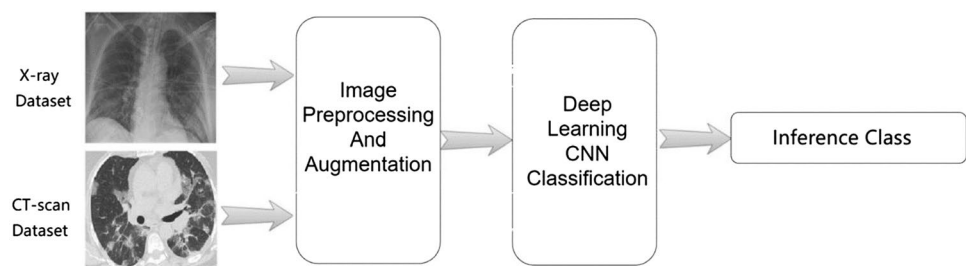 X-ray
Dataset
CT-scan
Dataset
Image
Preprocessing
And
Augmentation
Deep
Learning
CNN
Classification
Inference Class